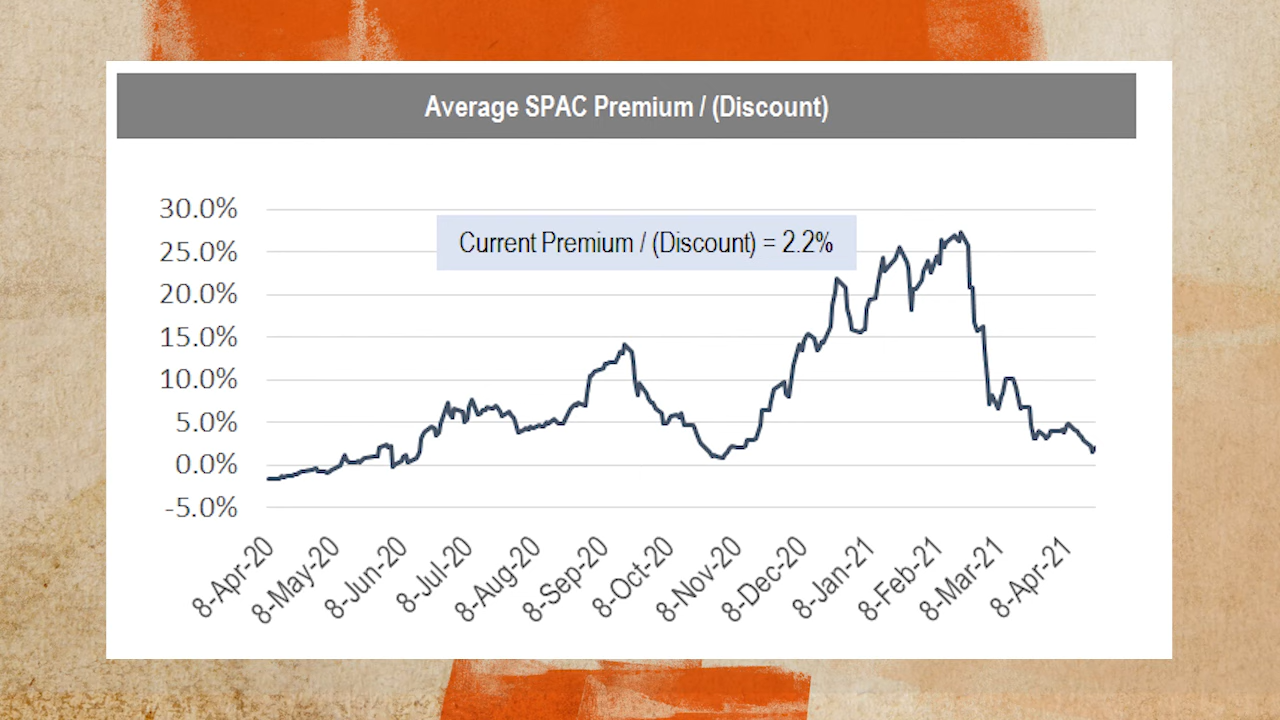 Average SPAC Premium / (Discount)
30.0%
Current Premium / (Discount) = 2.2%
25.0%
20.0%
15.0%
10.0%
5.0%
0.0%
-5.0%
8-Apr-20
8-May-20
8-Jun-20
8-Jul-20
8-Aug-20
8-Sep-20
8-Oct-20
8-Nov-20
8-Dec-20
8-Jan-21
8-Feb-21
8-Mar-21
8-Apr-21